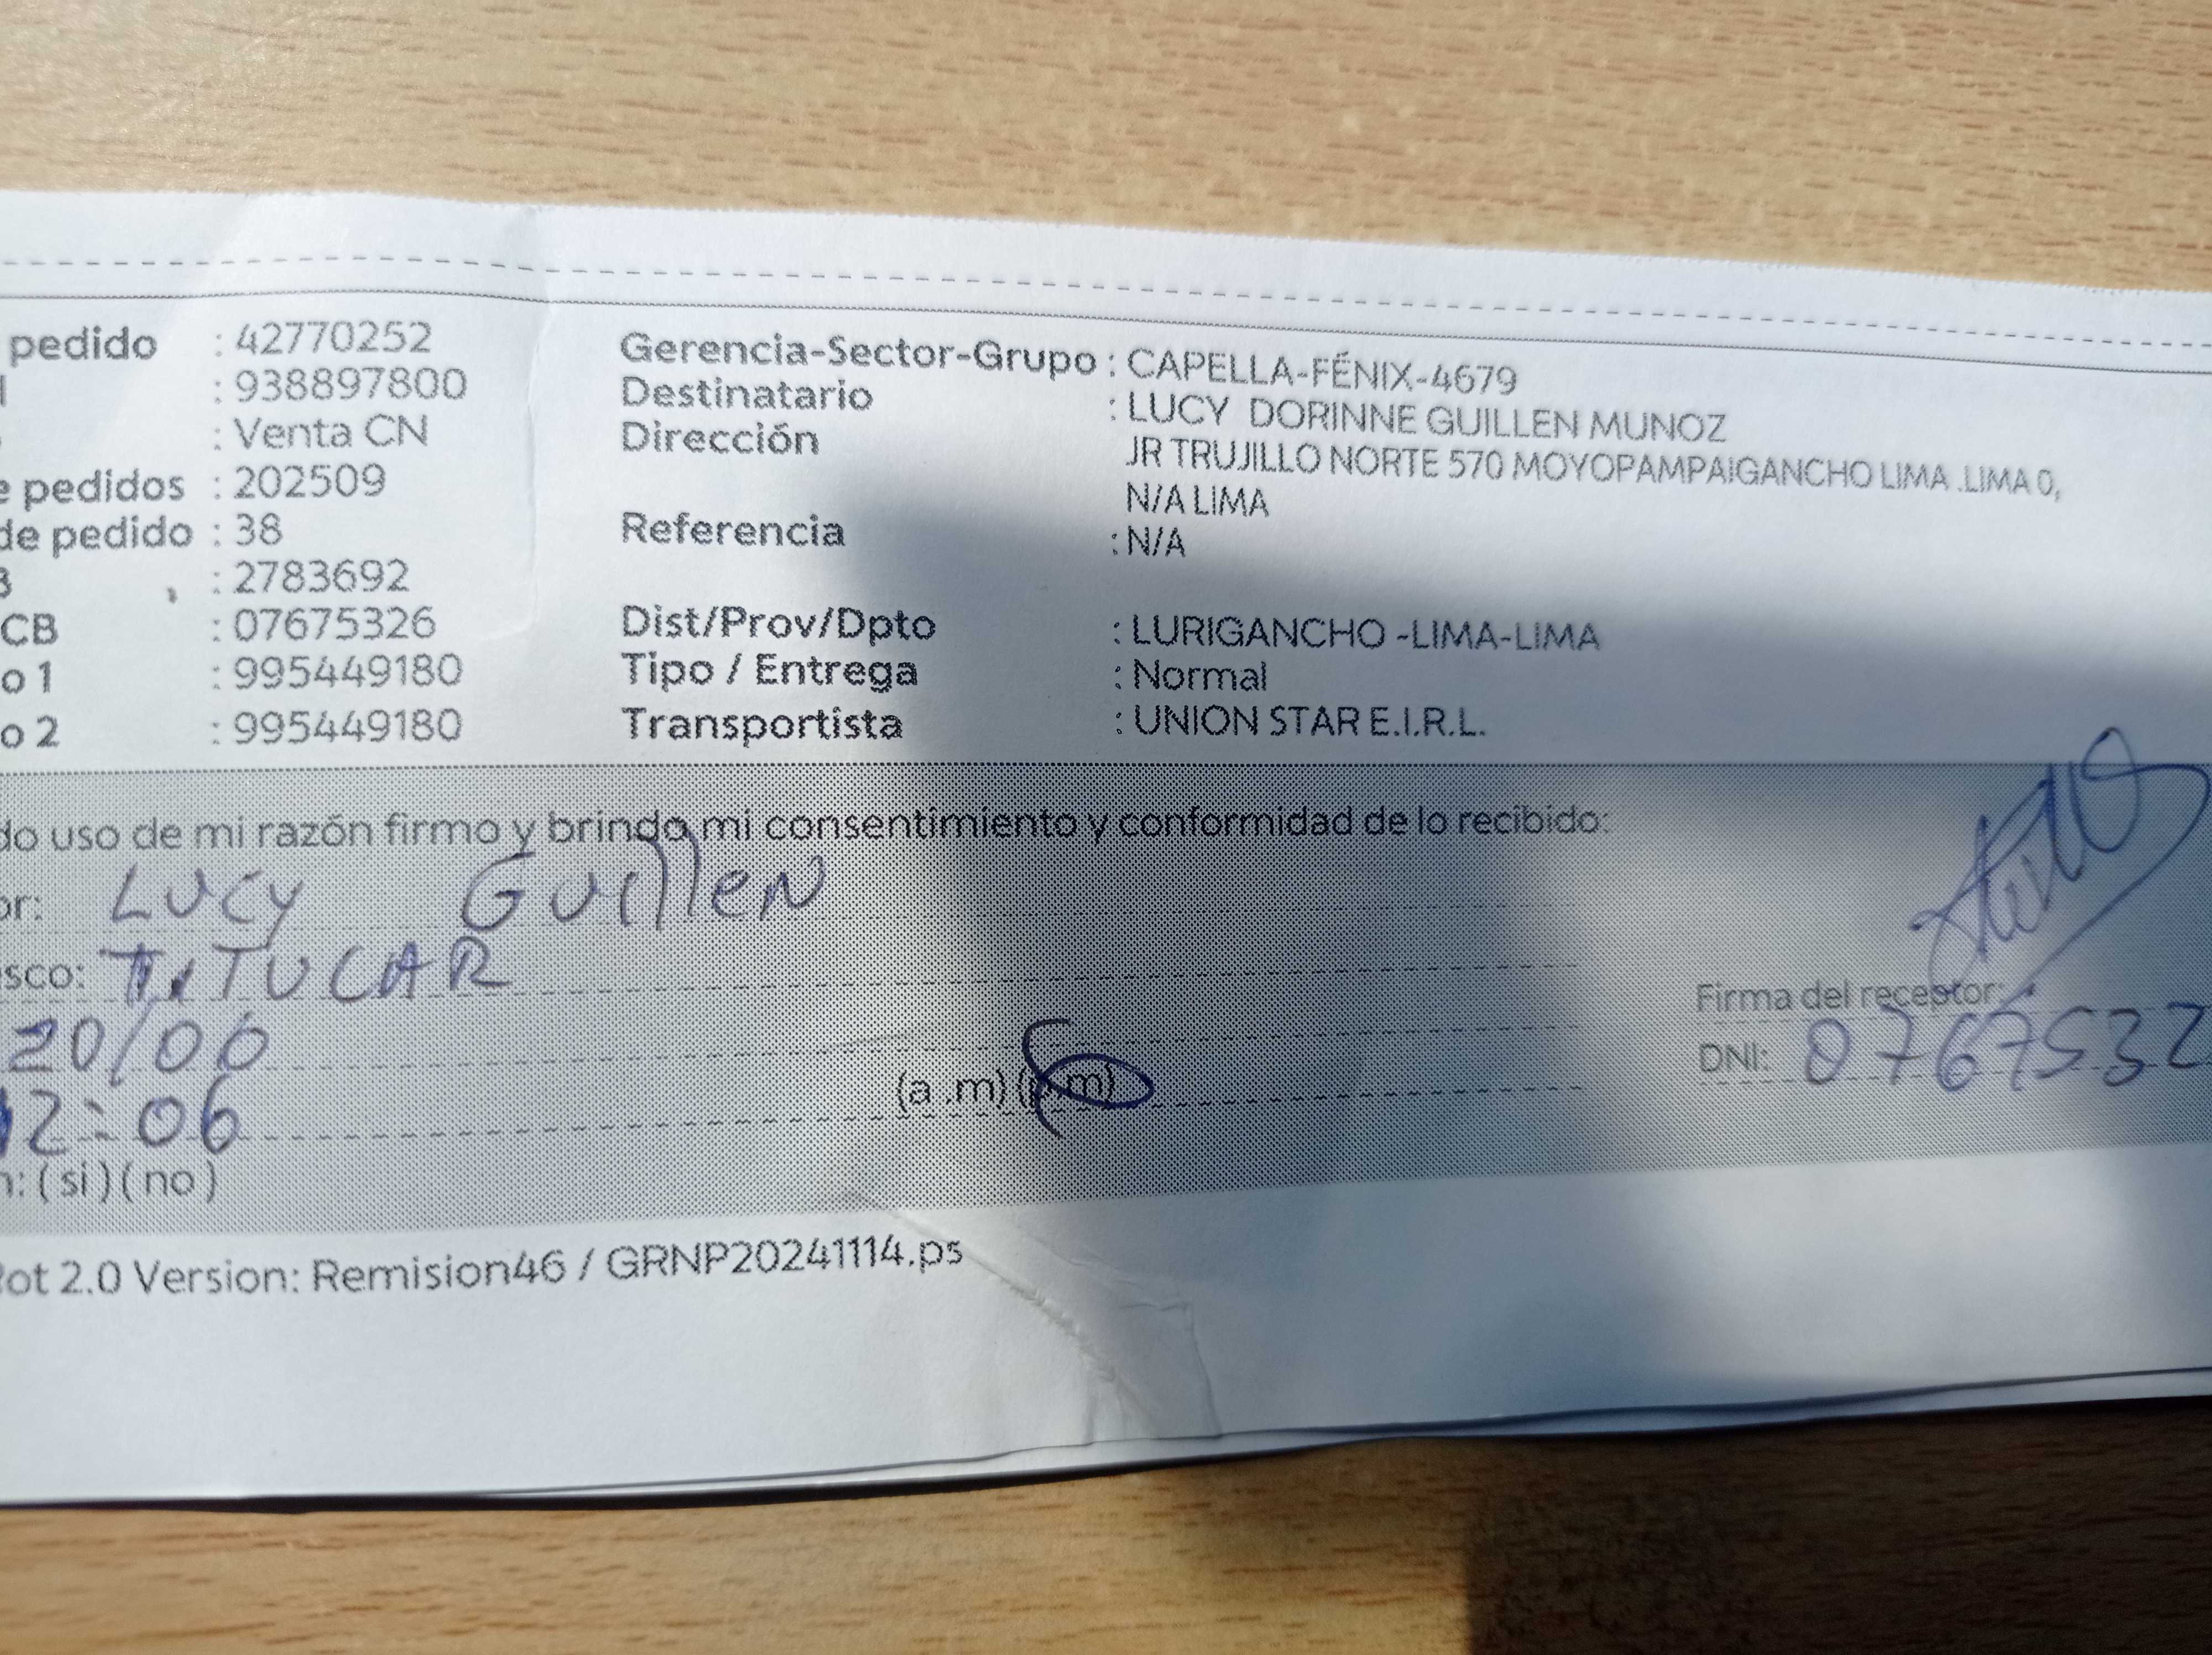 pedido : 42770252
: 938897800
: Venta CN
e pedidos : 202509
de pedido : 38
: 2783692
CB : 07675326
o 1 : 995449180
o 2 : 995449180
Gerencia-Sector-Grupo : CAPELLA-FÉNIX-4679
Destinatario : LUCY DORINNE GUILLEN MUNOZ
Dirección JR TRUJILLO NORTE 570 MOYOPAMPAIGANCHO LIMA .LIMA 0,
N/A LIMA
Referencia : N/A
Dist/Prov/Dpto : LURIGANCHO -LIMA-LIMA
Tipo / Entrega : Normal
Transportista : UNION STAR E.I.R.L.
do uso de mi razón firmo y brindo mi consentimiento y conformidad de lo recibido:
or: LUCY GUillEN
sco: TITUCAR
20/06
12:06 (a .m) (p.m)
n: ( si ) ( no )
Firma del receptor:
DNI: 0767532
Rot 2.0 Version: Remision46 / GRNP20241114.ps